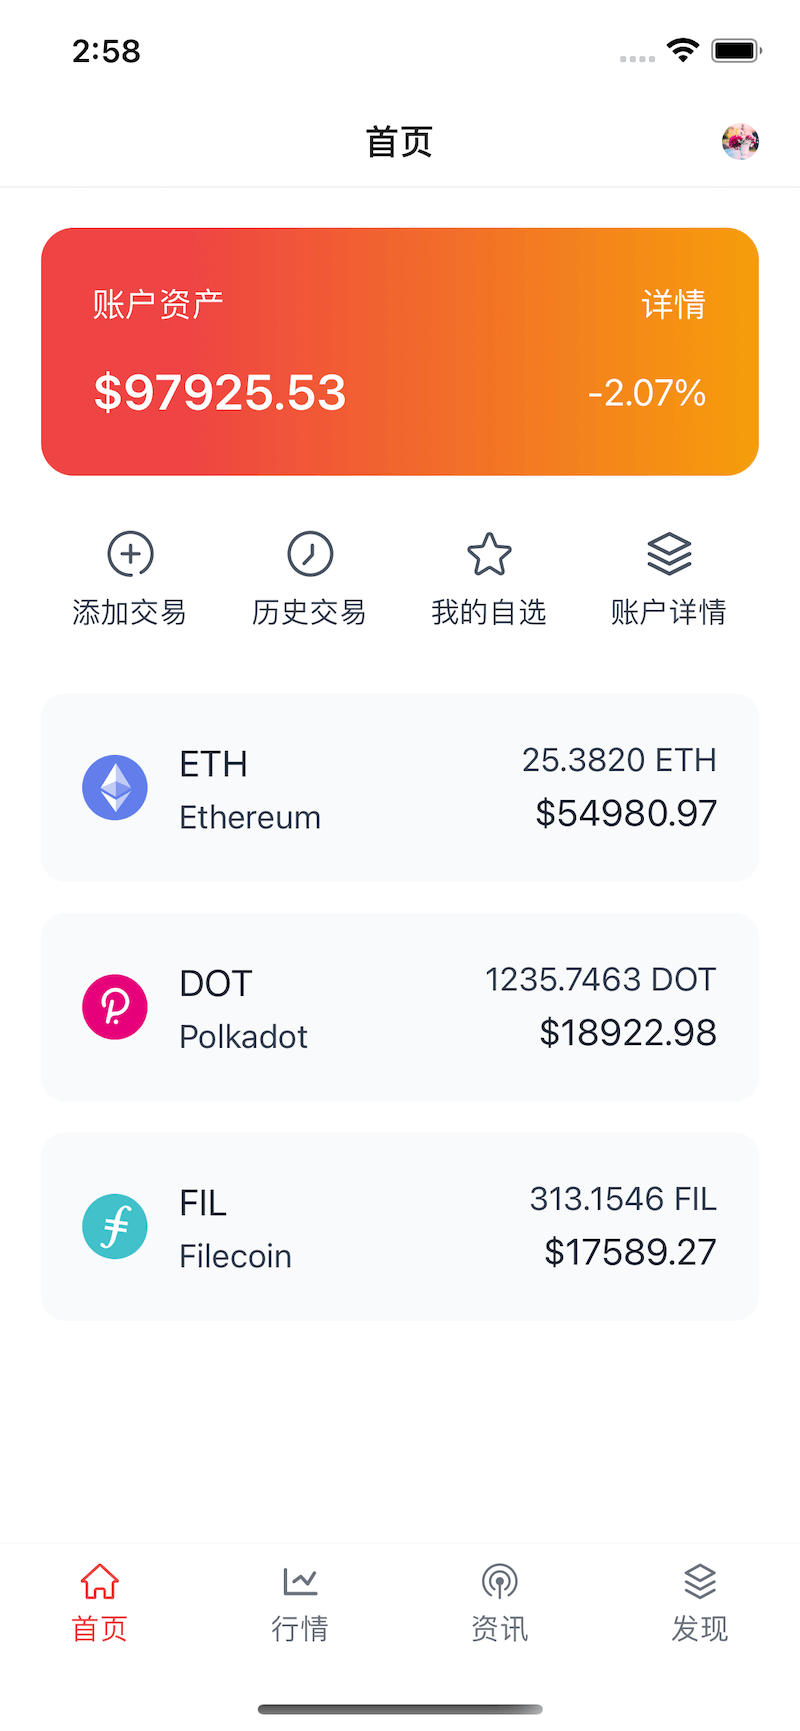 2:58
首页
账户资产 详情
$97925.53 -2.07%
添加交易 历史交易 我的自选 账户详情
ETH 25.3820 ETH
Ethereum $54980.97
DOT 1235.7463 DOT
Polkadot $18922.98
FIL 313.1546 FIL
Filecoin $17589.27
首页 行情 资讯 发现